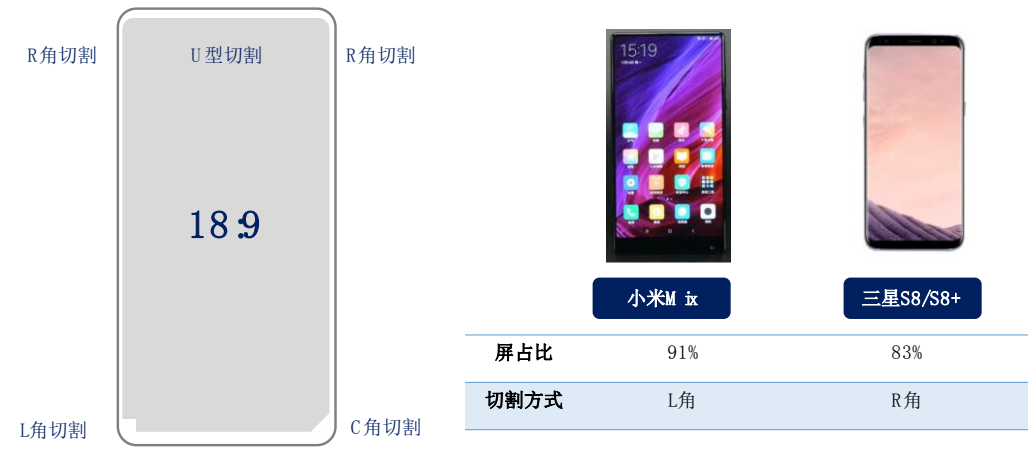 R角切割 U型切割 R角切割
18:9
L角切割 C角切割
15:19
小米Mix 三星S8/S8+
屏占比 91% 83%
切割方式 L角 R角